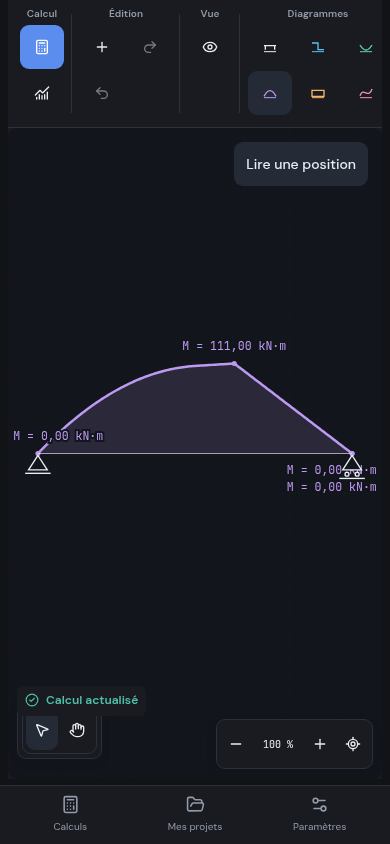 Calcul
Édition
Vue
Diagrammes
Lire une position
M = 111,00 kN·m
M = 0,00 kN·m
M = 0,00 kN·m
M = 0,00 kN·m
Calcul actualisé
100 %
Calculs
Mes projets
Paramètres